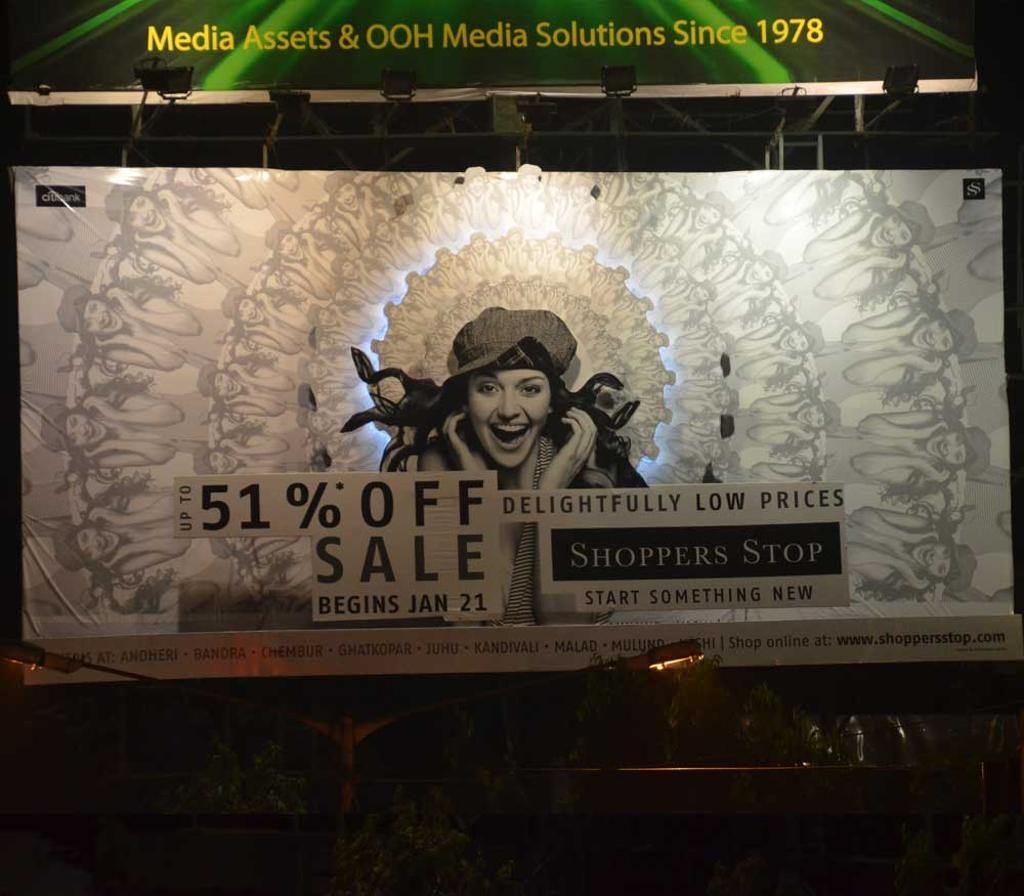 Media Assets & OOH Media Solutions Since 1978
citibank
UP TO
51%* OFF
SALE
BEGINS JAN 21
DELIGHTFULLY LOW PRICES
SHOPPERS STOP
START SOMETHING NEW
AT: ANDHERI • BANDRA • CHEMBUR • GHATKOPAR • JUHU • KANDIVALI • MALAD • MULUND • | Shop online at: www.shoppersstop.com